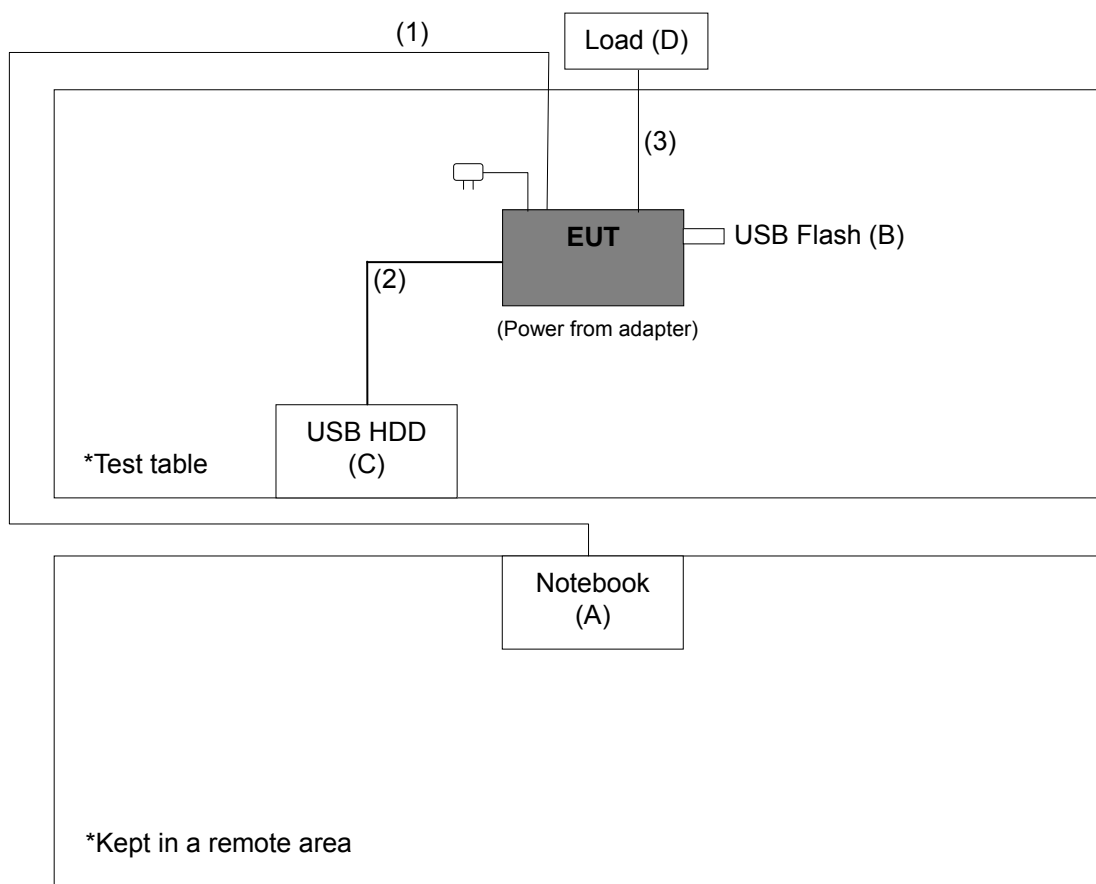 (1)
Load (D)
(3)
EUT
USB Flash (B)
(2)
(Power from adapter)
USB HDD
(C)
*Test table
Notebook
(A)
*Kept in a remote area